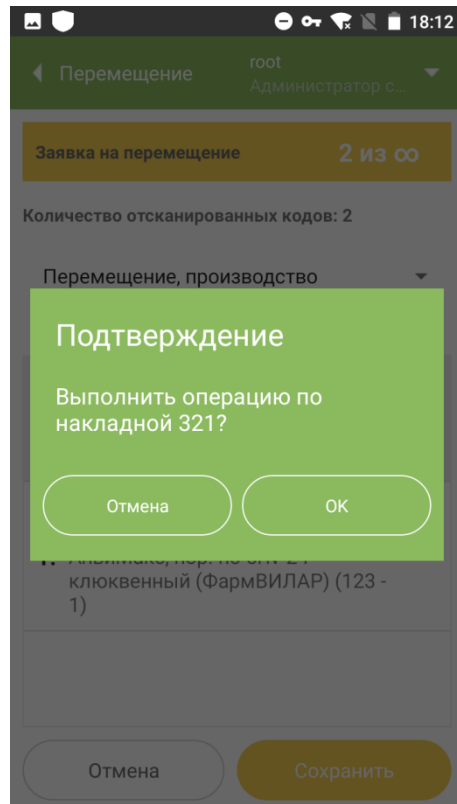 18:12
Перемещение
root
Администратор с...
Заявка на перемещение
2 из ∞
Количество отсканированных кодов: 2
Перемещение, производство
Подтверждение
Выполнить операцию по
накладной 321?
Отмена
OK
клюквенный (ФармВИЛАР) (123 -
1)
Отмена
Сохранить